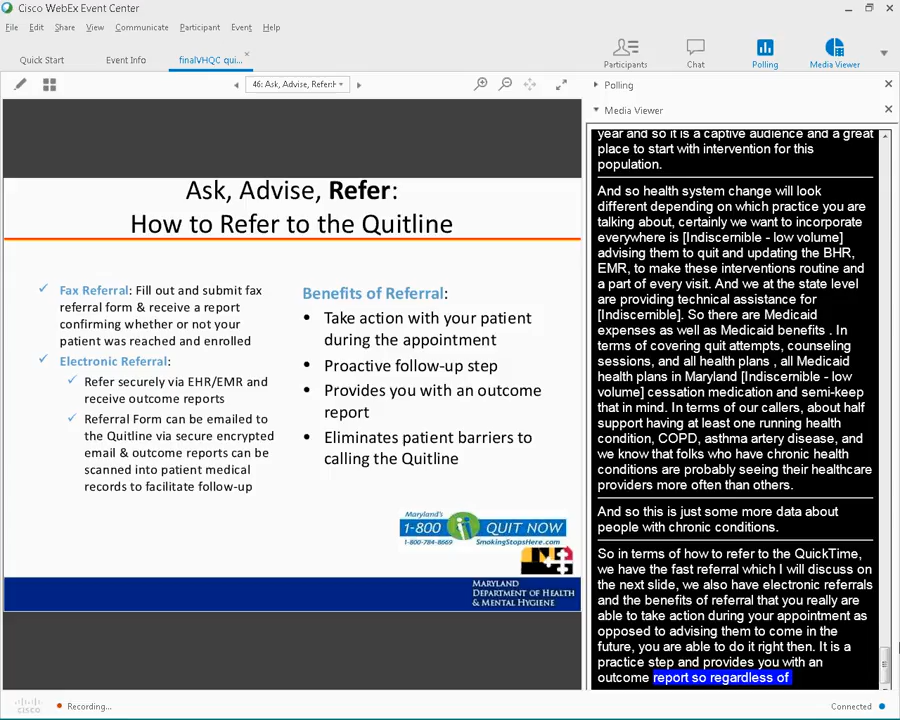 Cisco WebEx Event Center
File Edit Share View Communicate Participant Event Help
Quick Start Event Info finalVHQC qui...
Participants Chat Polling Media Viewer
46: Ask, Advise, Refer:
Polling
Media Viewer
Ask, Advise, Refer:
How to Refer to the Quitline
Fax Referral: Fill out and submit fax
referral form & receive a report
confirming whether or not your
patient was reached and enrolled
Electronic Referral:
Refer securely via EHR/EMR and
receive outcome reports
Referral Form can be emailed to
the Quitline via secure encrypted
email & outcome reports can be
scanned into patient medical
records to facilitate follow-up
Benefits of Referral:
Take action with your patient
during the appointment
Proactive follow-up step
Provides you with an outcome
report
Eliminates patient barriers to
calling the Quitline
Maryland's
1-800 QUIT NOW
1-800-784-8669 SmokingStopsHere.com
MARYLAND
DEPARTMENT OF HEALTH
& MENTAL HYGIENE
year and so it is a captive audience and a great
place to start with intervention for this
population.
And so health system change will look
different depending on which practice you are
talking about, certainly we want to incorporate
everywhere is [Indiscernible - low volume]
advising them to quit and updating the BHR,
EMR, to make these interventions routine and
a part of every visit. And we at the state level
are providing technical assistance for
[Indiscernible]. So there are Medicaid
expenses as well as Medicaid benefits . In
terms of covering quit attempts, counseling
sessions, and all health plans , all Medicaid
health plans in Maryland [Indiscernible - low
volume] cessation medication and semi-keep
that in mind. In terms of our callers, about half
support having at least one running health
condition, COPD, asthma artery disease, and
we know that folks who have chronic health
conditions are probably seeing their healthcare
providers more often than others.
And so this is just some more data about
people with chronic conditions.
So in terms of how to refer to the QuickTime,
we have the fast referral which I will discuss on
the next slide, we also have electronic referrals
and the benefits of referral that you really are
able to take action during your appointment as
opposed to advising them to come in the
future, you are able to do it right then. It is a
practice step and provides you with an
outcome report so regardless of
cisco Recording...
Connected